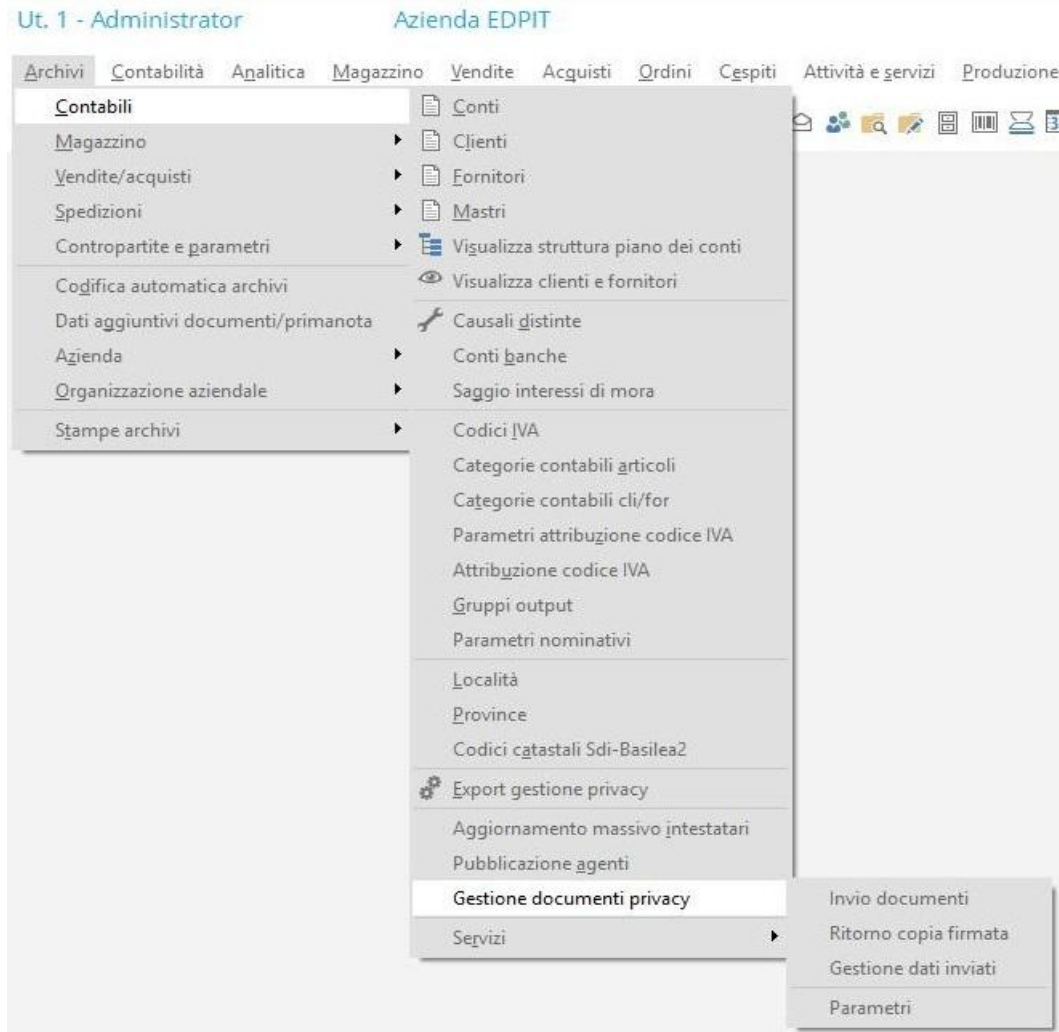 Ut. 1 - Administrator Azienda EDPIT
Archivi Contabilità Analitica Magazzino Vendite Acquisti Ordini Cespiti Attività e servizi Produzione
Contabili
Magazzino
Vendite/acquisti
Spedizioni
Contropartite e parametri
Codifica automatica archivi
Dati aggiuntivi documenti/primanota
Azienda
Organizzazione aziendale
Stampe archivi
Conti
Clienti
Fornitori
Mastri
Visualizza struttura piano dei conti
Visualizza clienti e fornitori
Causali distinte
Conti banche
Saggio interessi di mora
Codici IVA
Categorie contabili articoli
Categorie contabili cli/for
Parametri attribuzione codice IVA
Attribuzione codice IVA
Gruppi output
Parametri nominativi
Località
Province
Codici catastali Sdi-Basilea2
Export gestione privacy
Aggiornamento massivo intestatari
Pubblicazione agenti
Gestione documenti privacy
Servizi
Invio documenti
Ritorno copia firmata
Gestione dati inviati
Parametri